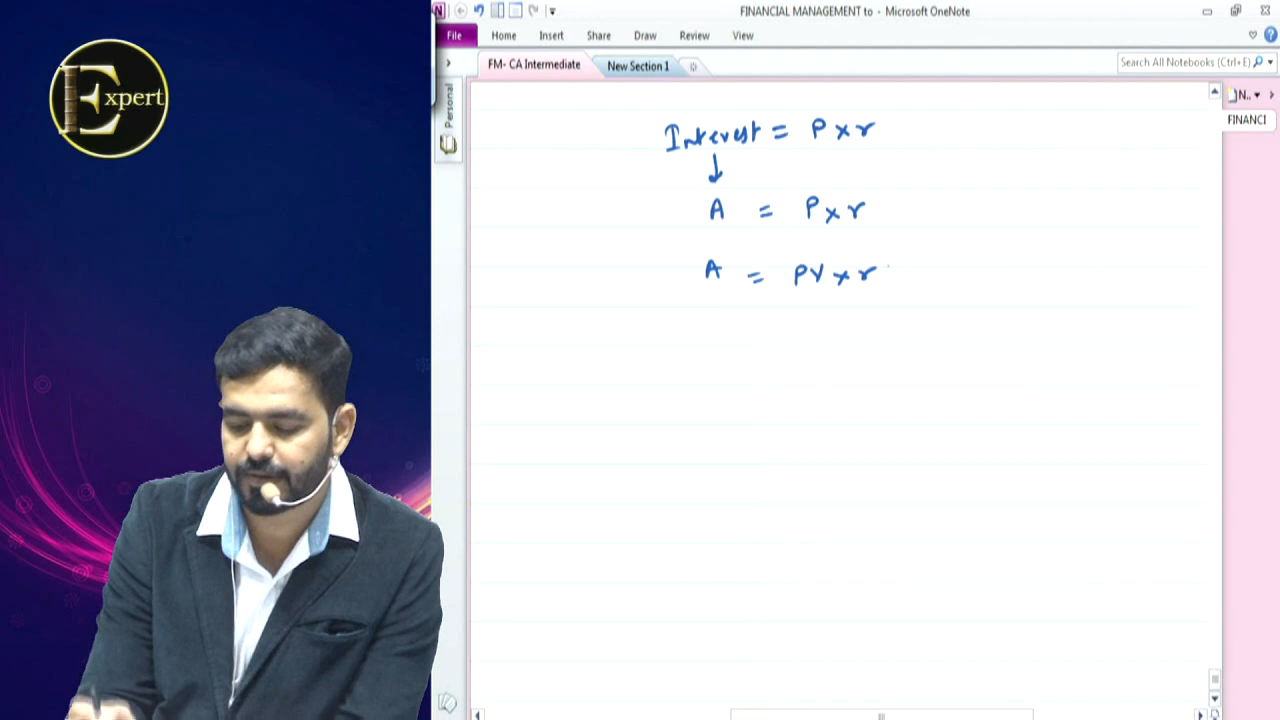 Expert
FINANCIAL MANAGEMENT to - Microsoft OneNote
File Home Insert Share Draw Review View
FM- CA Intermediate New Section 1
Search All Notebooks (Ctrl+E)
Personal
N..
FINANCI
Interest = P × r
↓
A = P × r
A = PV × r